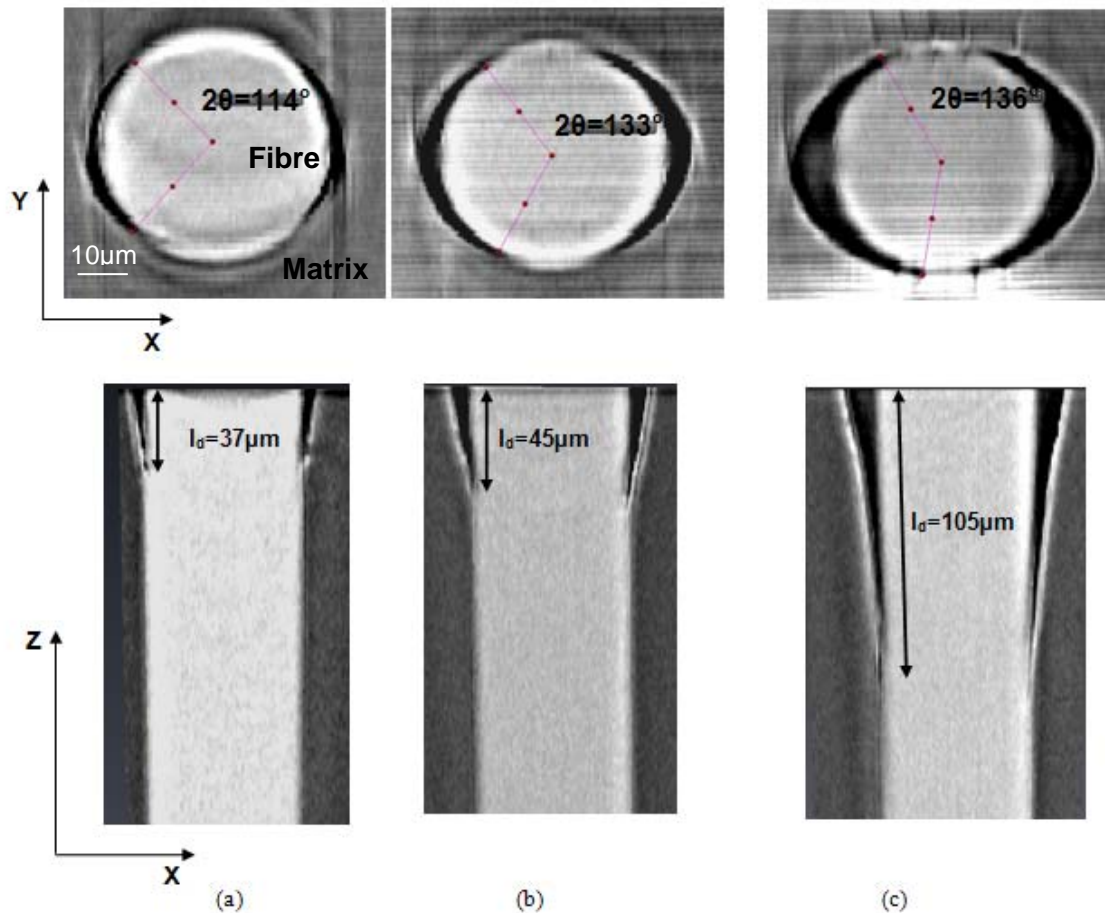 2θ=114°
2θ=133°
2θ=136°
Fibre
Y
10µm
Matrix
X
l_d=37µm
l_d=45µm
l_d=105µm
Z
X
(a)
(b)
(c)